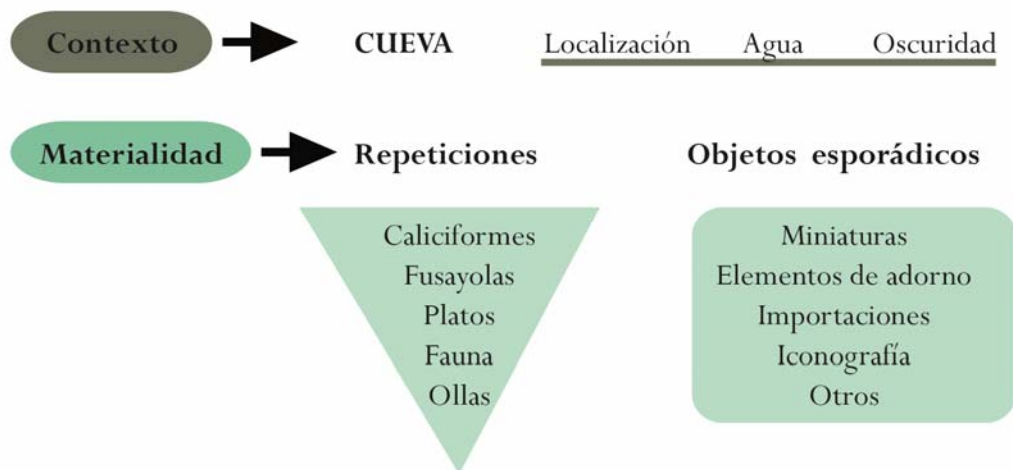 Contexto CUEVA Localización Agua Oscuridad
Materialidad Repeticiones Objetos esporádicos
Caliciformes
Fusayolas
Platos
Fauna
Ollas
Miniaturas
Elementos de adorno
Importaciones
Iconografía
Otros